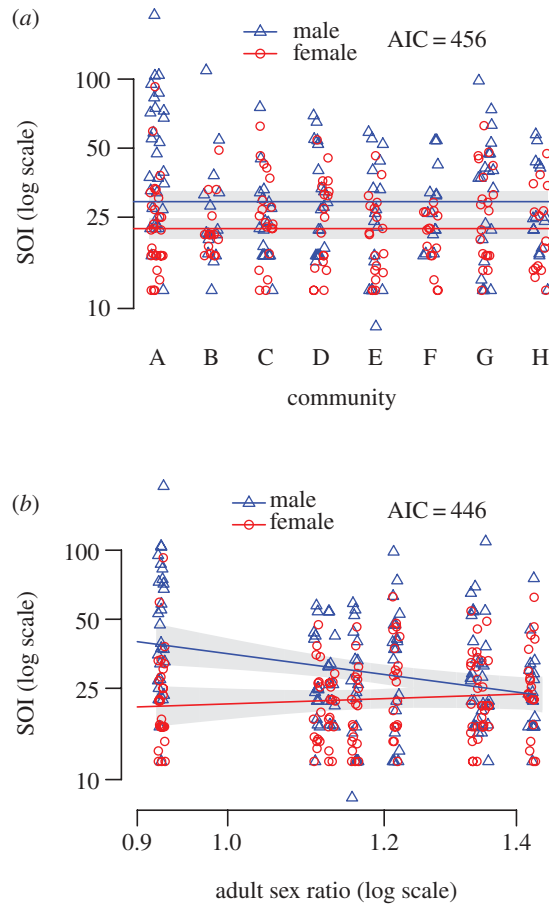 (a)
male
female
AIC = 456
100
50
25
10
SOI (log scale)
A B C D E F G H
community
(b)
male
female
AIC = 446
100
50
25
10
SOI (log scale)
0.9 1.0 1.2 1.4
adult sex ratio (log scale)